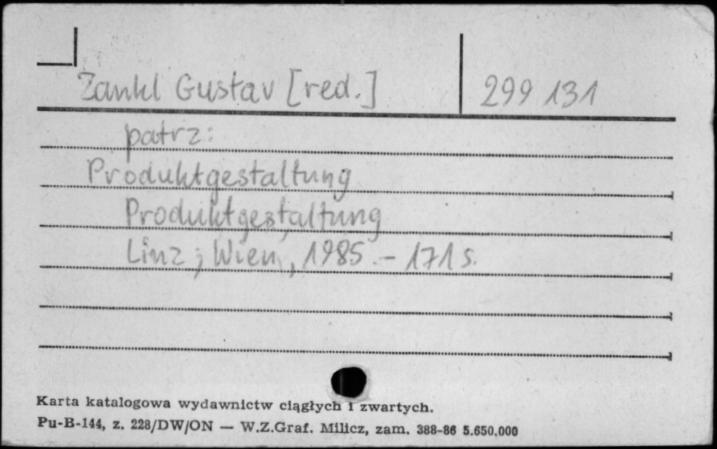 Zankl Gustav [red.] 299 131
patrz:
Produktgestaltung
Produktgestaltung
Linz ; Wien, 1985. - 171 s.
Karta katalogowa wydawnictw ciągłych i zwartych.
Pu-B-144, z. 228/DW/ON — W.Z.Graf. Milicz, zam. 388-86 5.650,000